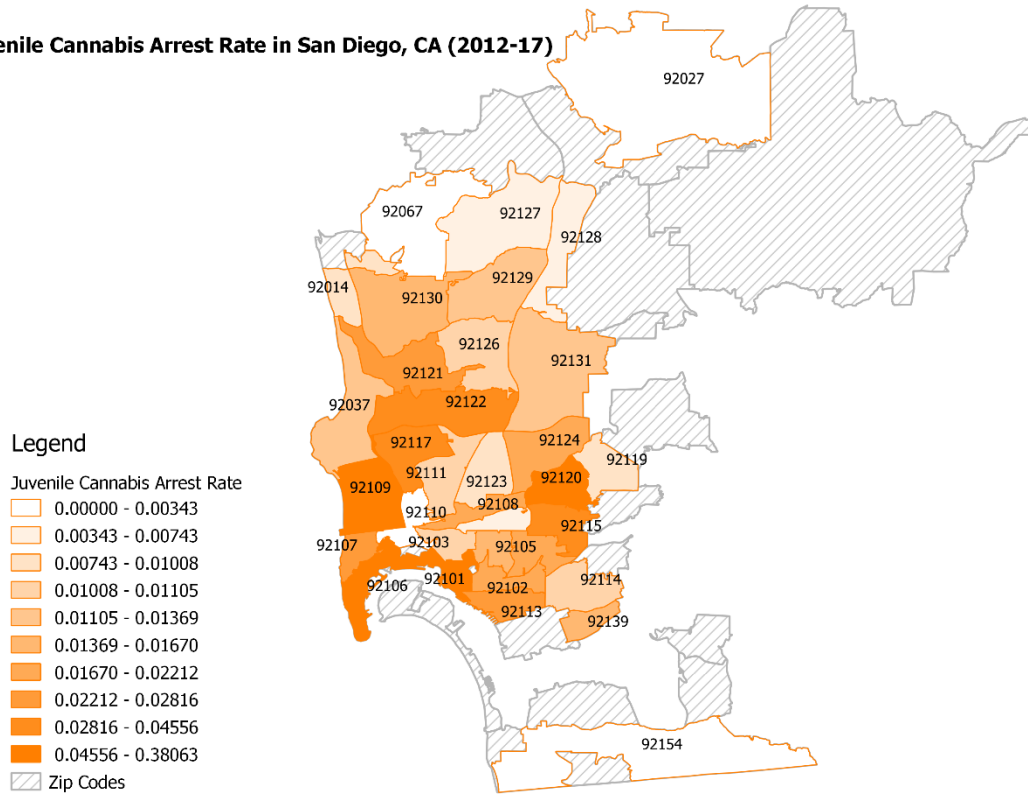 enile Cannabis Arrest Rate in San Diego, CA (2012-17)
92027
92067
92127
92128
92014
92130
92129
92126
92131
92121
92037
92122
92117
92124
92111
92119
92109
92123
92120
92110
92108
92115
92107
92103
92105
92106
92101
92102
92114
92113
92139
92154
Legend
Juvenile Cannabis Arrest Rate
0.00000 - 0.00343
0.00343 - 0.00743
0.00743 - 0.01008
0.01008 - 0.01105
0.01105 - 0.01369
0.01369 - 0.01670
0.01670 - 0.02212
0.02212 - 0.02816
0.02816 - 0.04556
0.04556 - 0.38063
Zip Codes